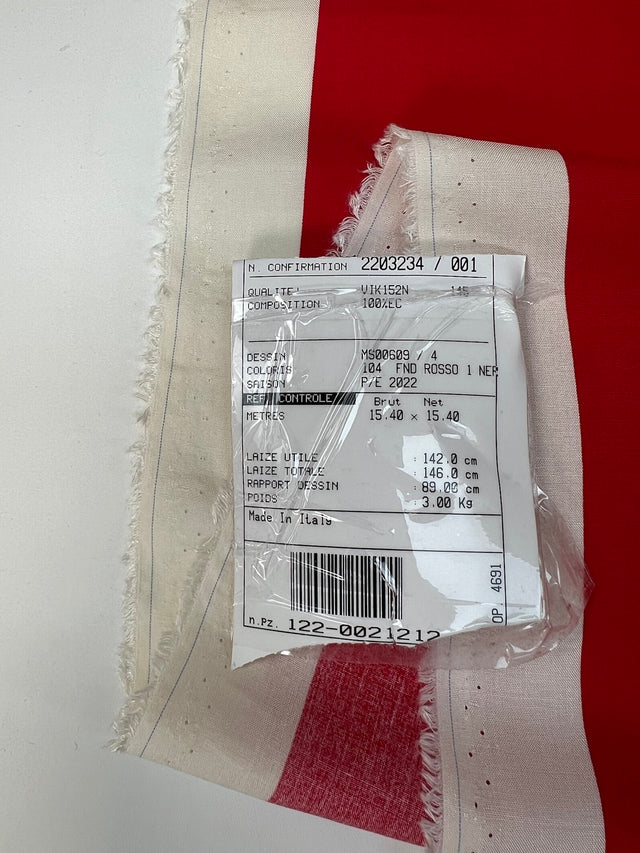 N. CONFIRMATION 2203234 / 001
QUALITE' VIK152N 145
COMPOSITION 100%EC
DESSIN MS00609 / 4
COLORIS 104 FND ROSSO 1 NER
SAISON P/E 2022
REF. CONTROLE Brut Net
METRES 15.40 x 15.40
LAIZE UTILE : 142.0 cm
LAIZE TOTALE : 146.0 cm
RAPPORT DESSIN : 89.00 cm
POIDS : 3.00 Kg
Made In Italy
OP. 4691
n.Pz. 122-0021212